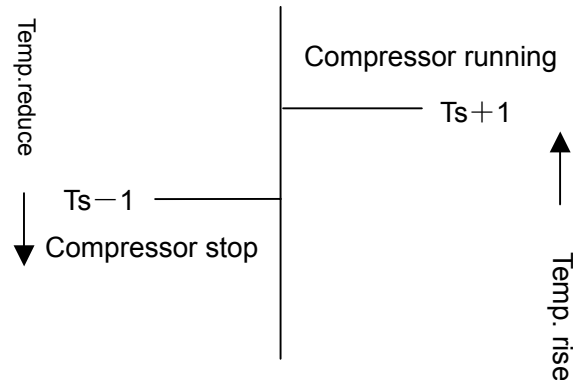 Temp.reduce
Compressor running
Ts＋1
Ts－1
Compressor stop
Temp. rise